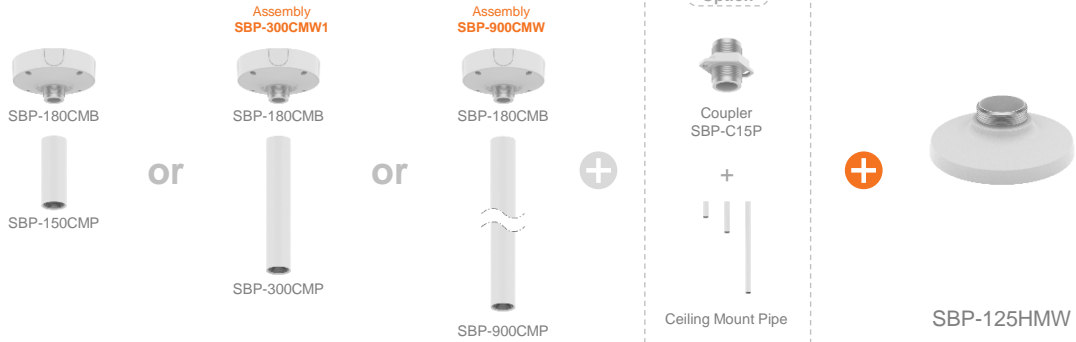 Assembly
SBP-300CMW1
Assembly
SBP-900CMW
Option
SBP-180CMB
SBP-180CMB
SBP-180CMB
Coupler
SBP-C15P
or
or
+
SBP-150CMP
SBP-300CMP
SBP-900CMP
Ceiling Mount Pipe
SBP-125HMW